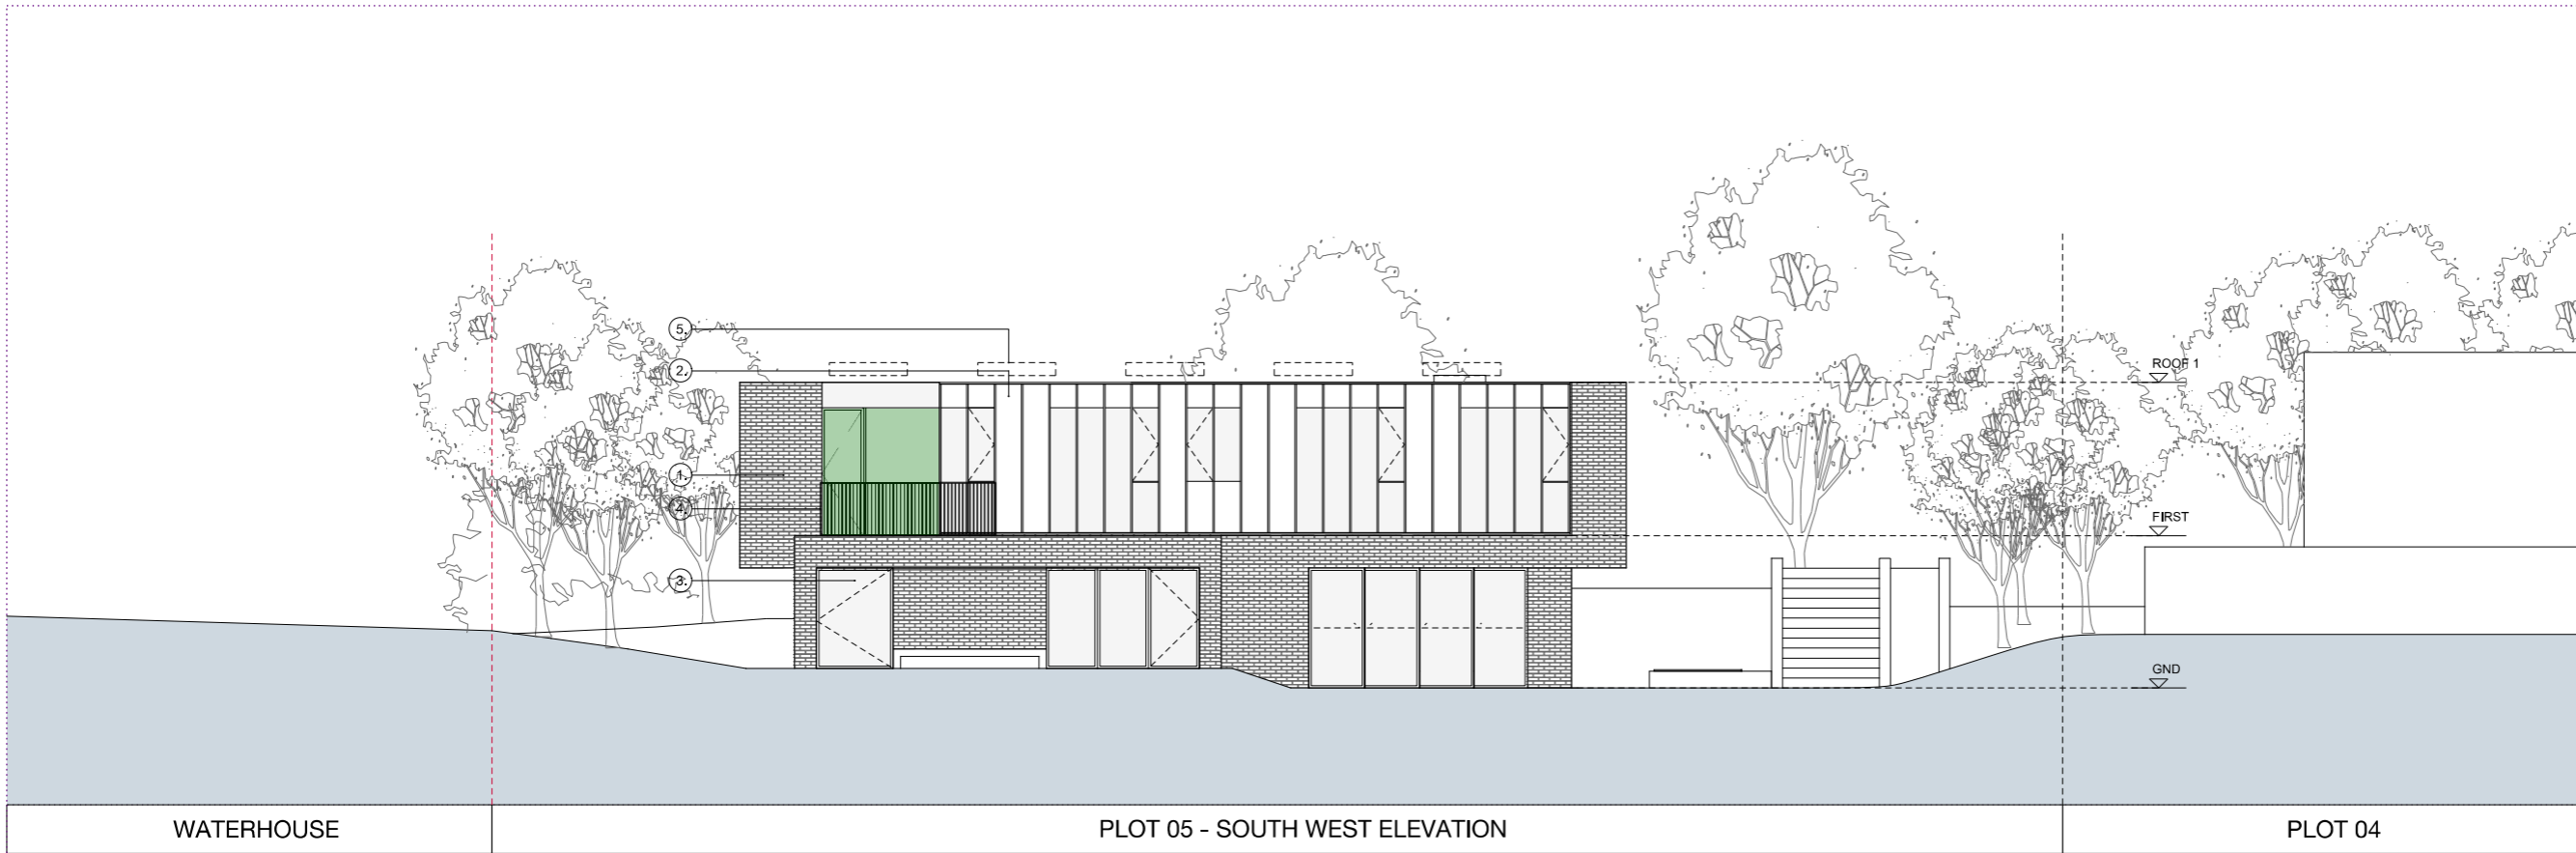 5.
2.
ROOF 1
1.
4.
FIRST
3.
GND
WATERHOUSE
PLOT 05 - SOUTH WEST ELEVATION
PLOT 04